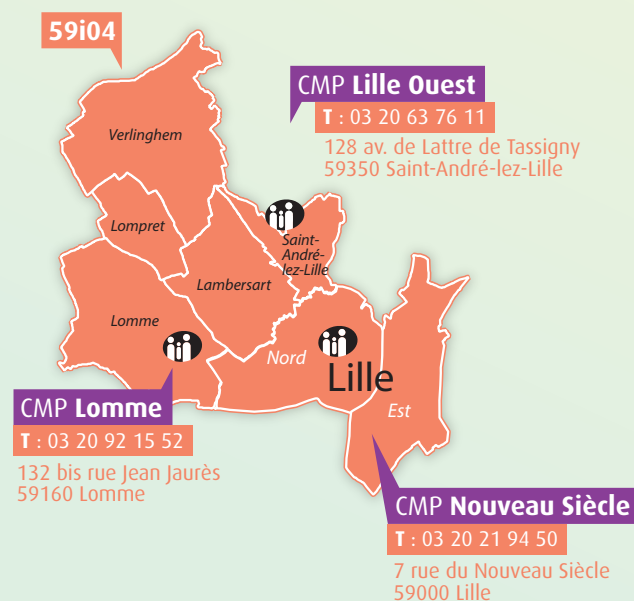 59i04
CMP Lille Ouest
T : 03 20 63 76 11
128 av. de Lattre de Tassigny
59350 Saint-André-lez-Lille
Verlinghem
Lompret
Saint-
André-
lez-Lille
Lambersart
Lomme
Nord
Lille
Est
CMP Lomme
T : 03 20 92 15 52
132 bis rue Jean Jaurès
59160 Lomme
CMP Nouveau Siècle
T : 03 20 21 94 50
7 rue du Nouveau Siècle
59000 Lille